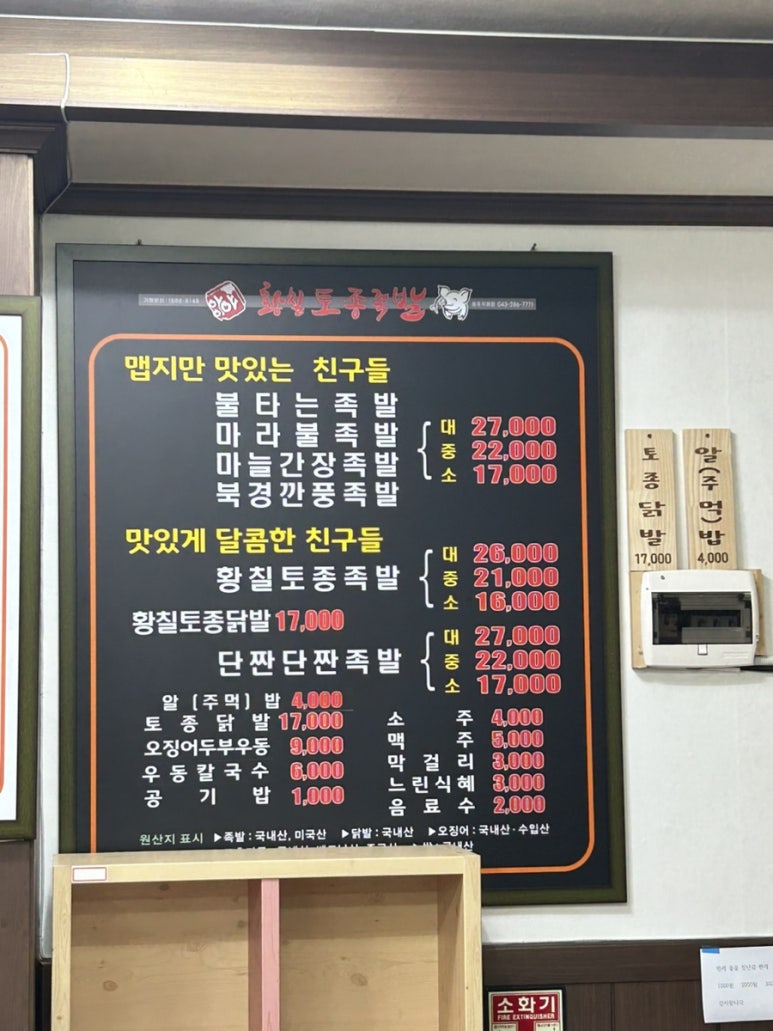 황칠토종족발
맵지만 맛있는 친구들
불타는족발
마라불족발
마늘간장족발
북경깐풍족발
대 27,000
중 22,000
소 17,000
맛있게 달콤한 친구들
황칠토종족발
대 26,000
중 21,000
소 16,000
황칠토종닭발 17,000
단짠단짠족발
대 27,000
중 22,000
소 17,000
알 (주먹) 밥 4,000
토종닭발 17,000
오징어두부우동 9,000
우동칼국수 6,000
공기밥 1,000
소주 4,000
맥주 5,000
막걸리 3,000
느린식혜 3,000
음료수 2,000
원산지 표시 ▶족발 : 국내산, 미국산 ▶닭발 : 국내산 ▶오징어 : 국내산 · 수입산
토종닭발
17,000
알(주먹)밥
4,000
소화기
FIRE EXTINGUISHER